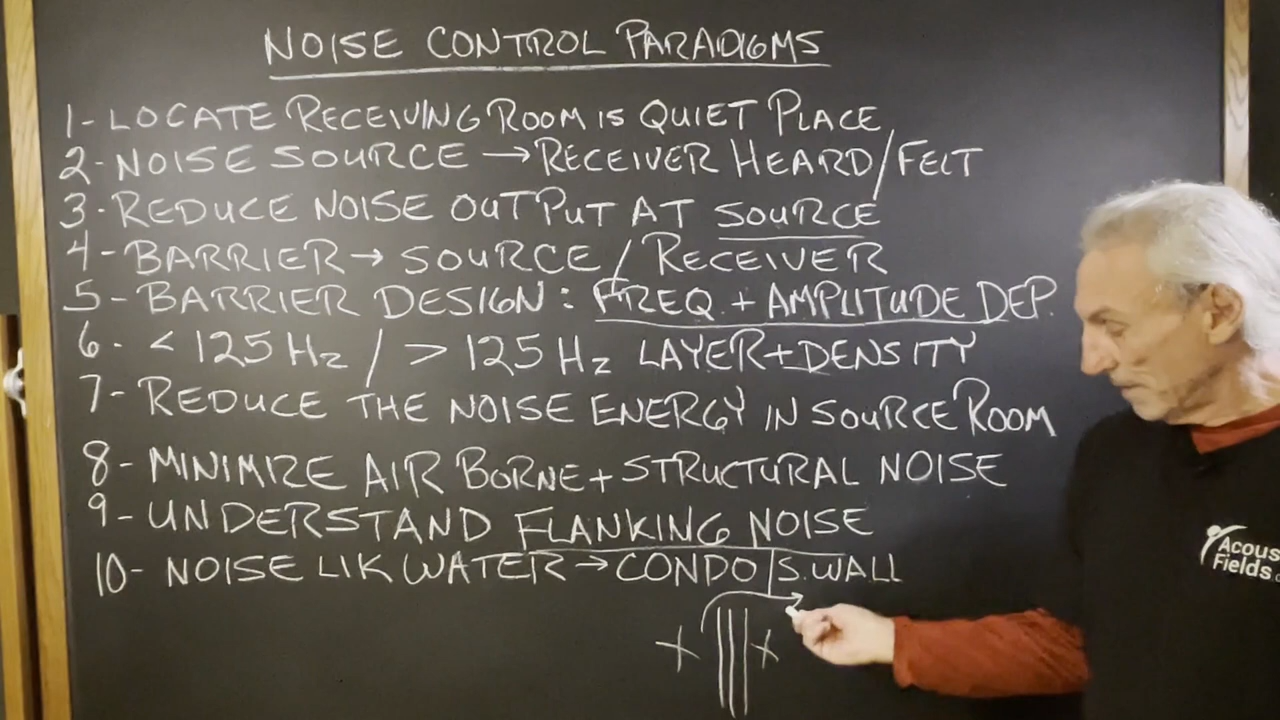 NOISE CONTROL PARADIGMS
1- LOCATE RECEIVING ROOM IS QUIET PLACE
2- NOISE SOURCE → RECEIVER HEARD/FELT
3- REDUCE NOISE OUTPUT AT SOURCE
4- BARRIER → SOURCE / RECEIVER
5- BARRIER DESIGN: FREQ. + AMPLITUDE DEP.
6- < 125 Hz / > 125 Hz LAYER + DENSITY
7- REDUCE THE NOISE ENERGY IN SOURCE ROOM
8- MINIMIZE AIR BORNE + STRUCTURAL NOISE
9- UNDERSTAND FLANKING NOISE
10- NOISE LIK WATER → CONDO/S. WALL
X X
Acous
Fields.